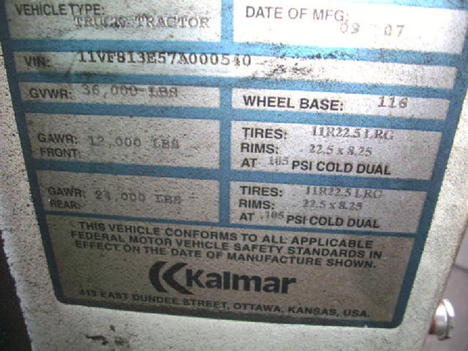 VEHICLE TYPE: TRUCK TRACTOR DATE OF MFG: 09 07
VIN: 11VF813E57A000540
GVWR: 36,000 LBS WHEEL BASE: 116
GAWR: FRONT: 12,000 LBS TIRES: 11R22.5 LRG
RIMS: 22.5 x 8.25
AT 105 PSI COLD DUAL
GAWR: REAR: 24,000 LBS TIRES: 11R22.5 LRG
RIMS: 22.5 x 8.25
AT 105 PSI COLD DUAL
THIS VEHICLE CONFORMS TO ALL APPLICABLE
FEDERAL MOTOR VEHICLE SAFETY STANDARDS IN
EFFECT ON THE DATE OF MANUFACTURE SHOWN.
Kalmar
415 EAST DUNDEE STREET, OTTAWA, KANSAS, USA.